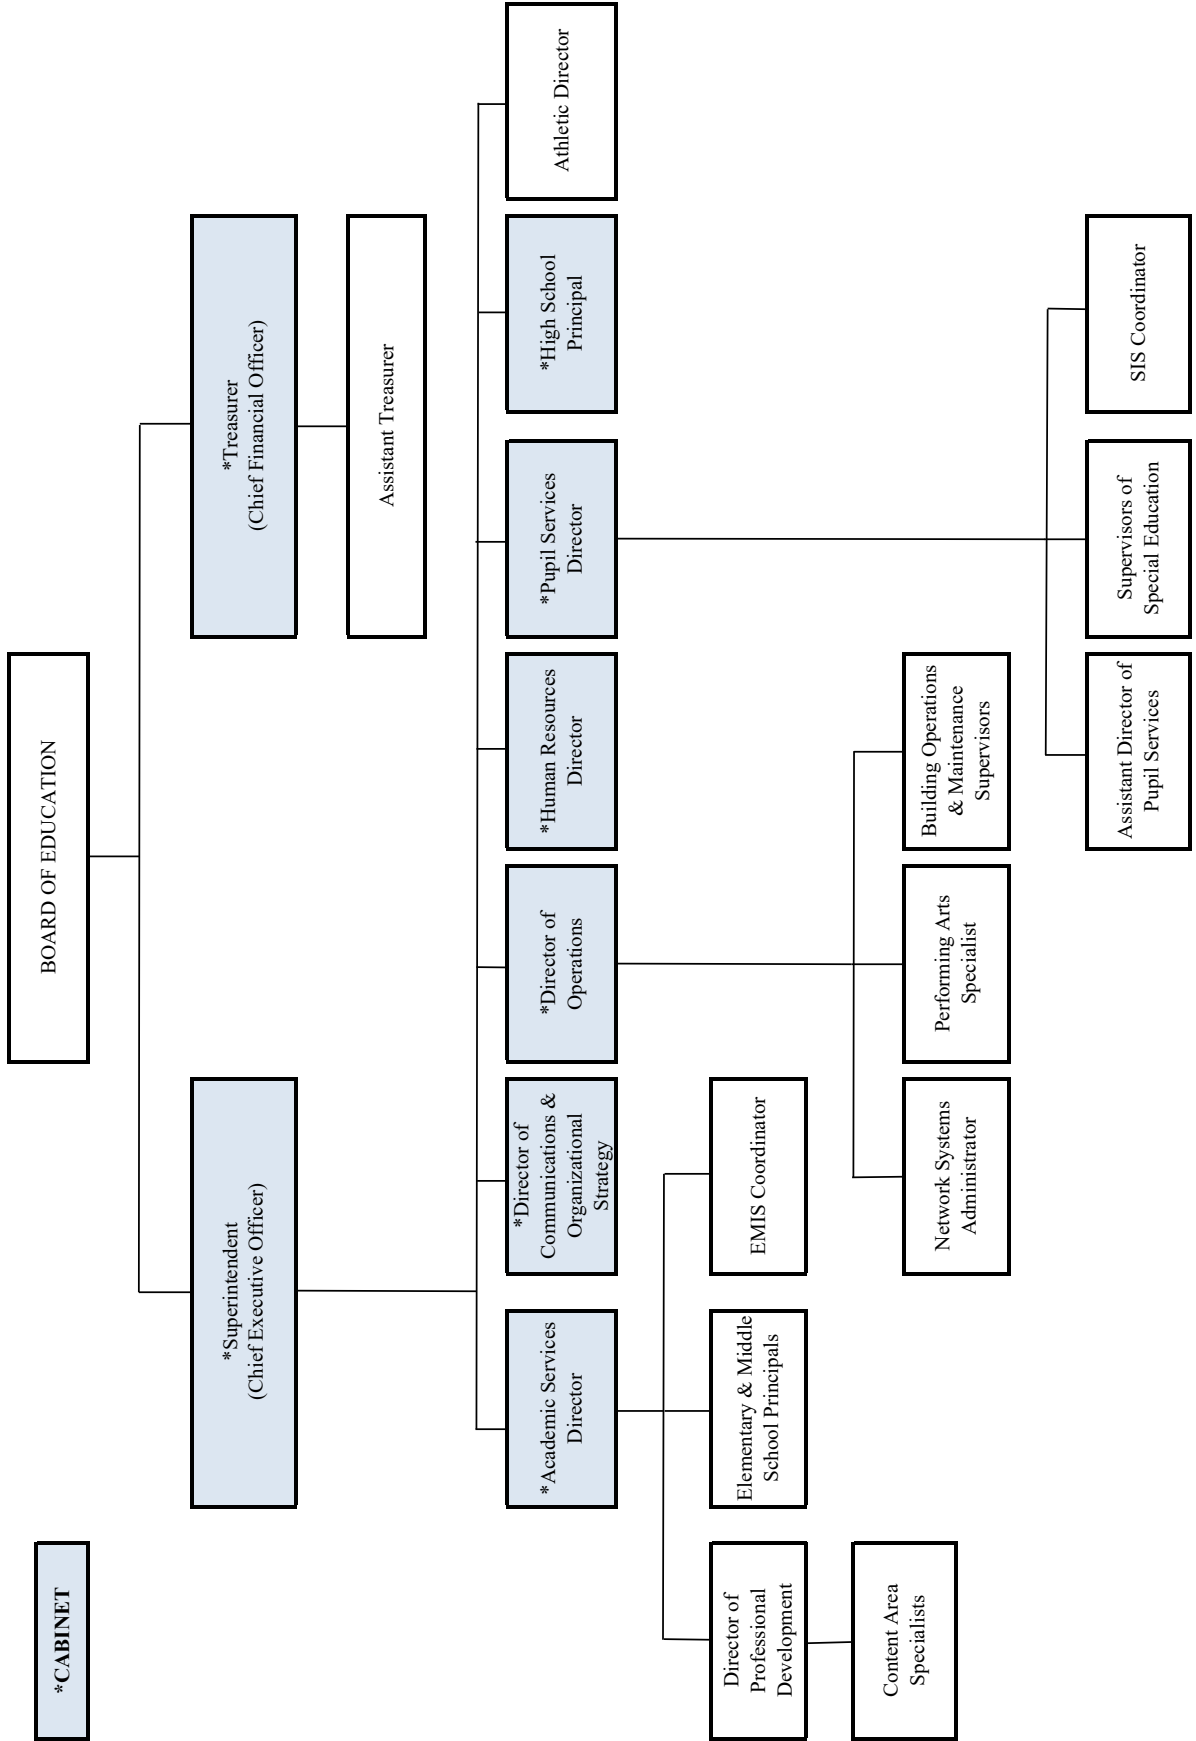 *CABINET
BOARD OF EDUCATION
*Superintendent
(Chief Executive Officer)
*Treasurer
(Chief Financial Officer)
Assistant Treasurer
*Academic Services
Director
*Director of
Communications &
Organizational
Strategy
*Director of
Operations
*Human Resources
Director
*Pupil Services
Director
*High School
Principal
Athletic Director
Director of
Professional
Development
Elementary & Middle
School Principals
EMIS Coordinator
Content Area
Specialists
Network Systems
Administrator
Performing Arts
Specialist
Building Operations
& Maintenance
Supervisors
Assistant Director of
Pupil Services
Supervisors of
Special Education
SIS Coordinator